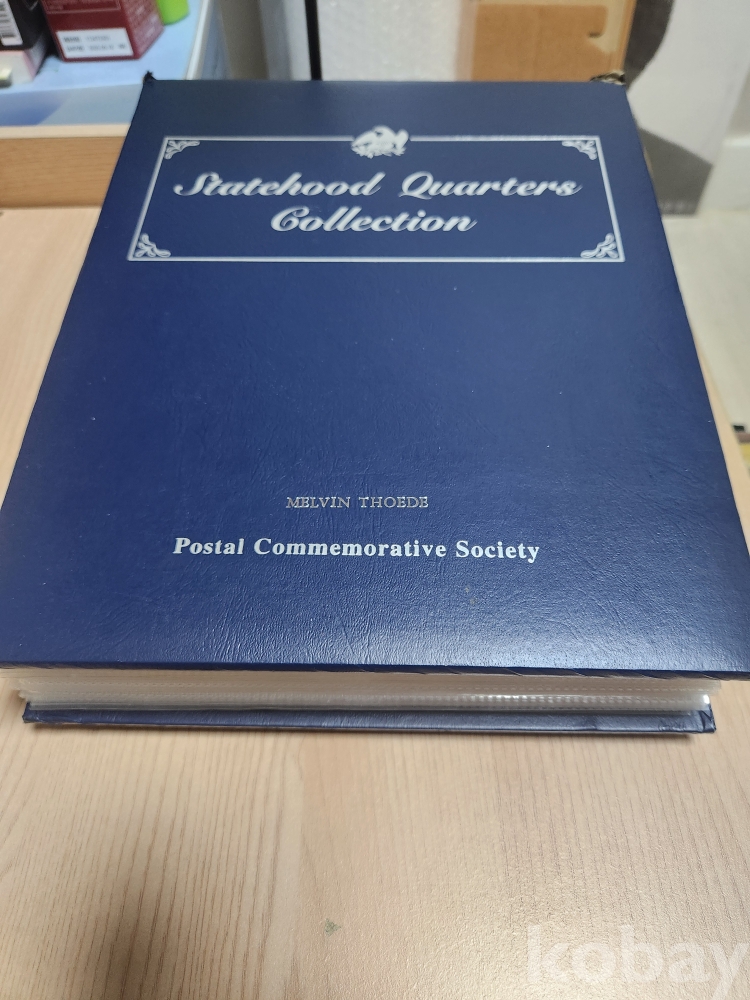 Statehood Quarters
Collection
MELVIN THOEDE
Postal Commemorative Society
kobay